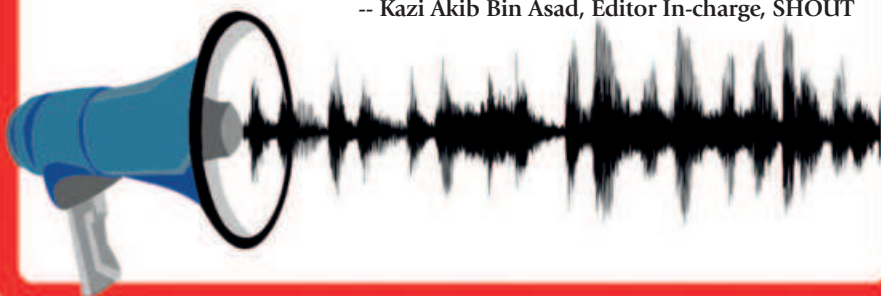 -- Kazi Akib Bin Asad, Editor In-charge, SHOUT